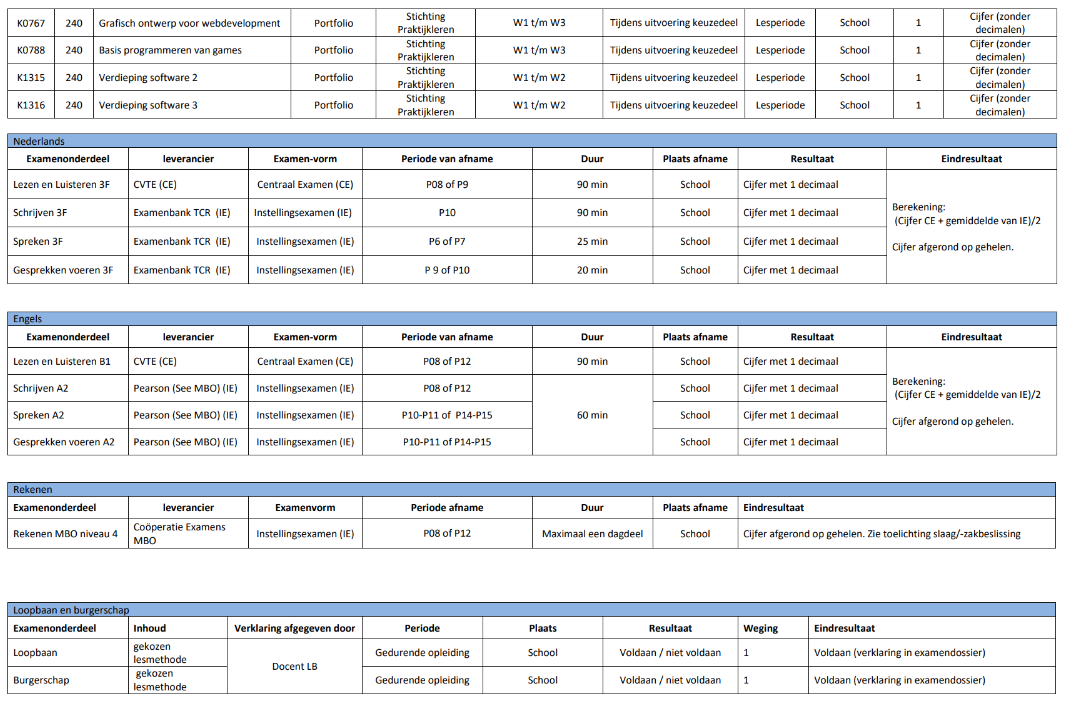 K0767 240 Grafisch ontwerp voor webdevelopment Portfolio Stichting Praktijkleren W1 t/m W3 Tijdens uitvoering keuzedeel Lesperiode School 1 Cijfer (zonder decimalen)
K0788 240 Basis programmeren van games Portfolio Stichting Praktijkleren W1 t/m W3 Tijdens uitvoering keuzedeel Lesperiode School 1 Cijfer (zonder decimalen)
K1315 240 Verdieping software 2 Portfolio Stichting Praktijkleren W1 t/m W2 Tijdens uitvoering keuzedeel Lesperiode School 1 Cijfer (zonder decimalen)
K1316 240 Verdieping software 3 Portfolio Stichting Praktijkleren W1 t/m W2 Tijdens uitvoering keuzedeel Lesperiode School 1 Cijfer (zonder decimalen)
Nederlands
Examenonderdeel leverancier Examen-vorm Periode van afname Duur Plaats afname Resultaat Eindresultaat
Lezen en Luisteren 3F CVTE (CE) Centraal Examen (CE) P08 of P9 90 min School Cijfer met 1 decimaal
Schrijven 3F Examenbank TCR (IE) Instellingsexamen (IE) P10 90 min School Cijfer met 1 decimaal
Spreken 3F Examenbank TCR (IE) Instellingsexamen (IE) P6 of P7 25 min School Cijfer met 1 decimaal
Gesprekken voeren 3F Examenbank TCR (IE) Instellingsexamen (IE) P 9 of P10 20 min School Cijfer met 1 decimaal
Berekening:
(Cijfer CE + gemiddelde van IE)/2
Cijfer afgerond op gehelen.
Engels
Examenonderdeel leverancier Examen-vorm Periode van afname Duur Plaats afname Resultaat Eindresultaat
Lezen en Luisteren B1 CVTE (CE) Centraal Examen (CE) P08 of P12 90 min School Cijfer met 1 decimaal
Schrijven A2 Pearson (See MBO) (IE) Instellingsexamen (IE) P08 of P12 School Cijfer met 1 decimaal
Spreken A2 Pearson (See MBO) (IE) Instellingsexamen (IE) P10-P11 of P14-P15 60 min School Cijfer met 1 decimaal
Gesprekken voeren A2 Pearson (See MBO) (IE) Instellingsexamen (IE) P10-P11 of P14-P15 School Cijfer met 1 decimaal
Berekening:
(Cijfer CE + gemiddelde van IE)/2
Cijfer afgerond op gehelen.
Rekenen
Examenonderdeel leverancier Examenvorm Periode afname Duur Plaats afname Eindresultaat
Rekenen MBO niveau 4 Coöperatie Examens MBO Instellingsexamen (IE) P08 of P12 Maximaal een dagdeel School Cijfer afgerond op gehelen. Zie toelichting slaag/-zakbeslissing
Loopbaan en burgerschap
Examenonderdeel Inhoud Verklaring afgegeven door Periode Plaats Resultaat Weging Eindresultaat
Loopbaan gekozen lesmethode Docent LB Gedurende opleiding School Voldaan / niet voldaan 1 Voldaan (verklaring in examendossier)
Burgerschap gekozen lesmethode Gedurende opleiding School Voldaan / niet voldaan 1 Voldaan (verklaring in examendossier)